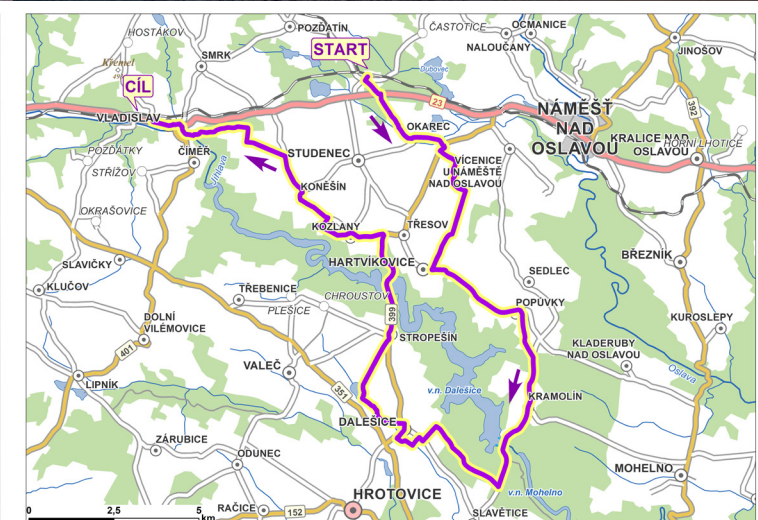 POZĎATÍN
ČASTOTICE
OCMANICE
HOSTÁKOV
START
NALOUČANY
JINOŠOV
SMRK
Křemel
Dubovec
CÍL
23
392
VLADISLAV
NÁMĚŠŤ
NAD
OSLAVOU
OKAREC
KRALICE NAD
OSLAVOU
HORNÍ LHOTICE
POZĎÁTKY
ČIMĚŘ
STUDENEC
VÍCENICE
U NÁMĚŠTĚ
NAD OSLAVOU
STŘÍŽOV
Jihlava
KONĚŠÍN
OKRAŠOVICE
KOZLANY
TŘESOV
SLAVIČKY
HARTVÍKOVICE
BŘEZNÍK
SEDLEC
KLUČOV
TŘEBENICE
CHROUSTOV
PLEŠICE
POPŮVKY
399
DOLNÍ
VILÉMOVICE
KUROSLEPY
STROPEŠÍN
KLADERUBY
NAD OSLAVOU
401
VALEČ
Oslava
LIPNÍK
351
v.n. Dalešice
KRAMOLÍN
DALEŠICE
ZÁRUBICE
ODUNEC
MOHELNO
HROTOVICE
v.n. Mohelno
RAČICE
152
SLAVĚTICE
0 2,5 5
km